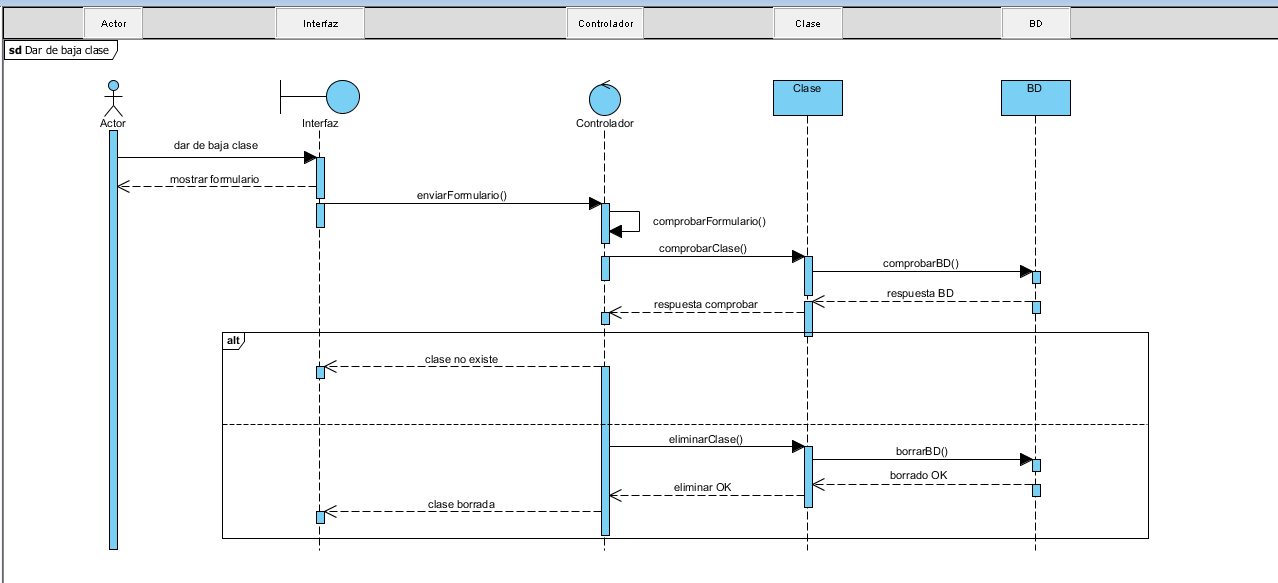 Actor
Interfaz
Controlador
Clase
BD
sd Dar de baja clase
Clase
BD
Actor
Interfaz
Controlador
dar de baja clase
mostrar formulario
enviarFormulario()
comprobarFormulario()
comprobarClase()
comprobarBD()
respuesta BD
respuesta comprobar
alt
clase no existe
eliminarClase()
borrarBD()
borrado OK
eliminar OK
clase borrada